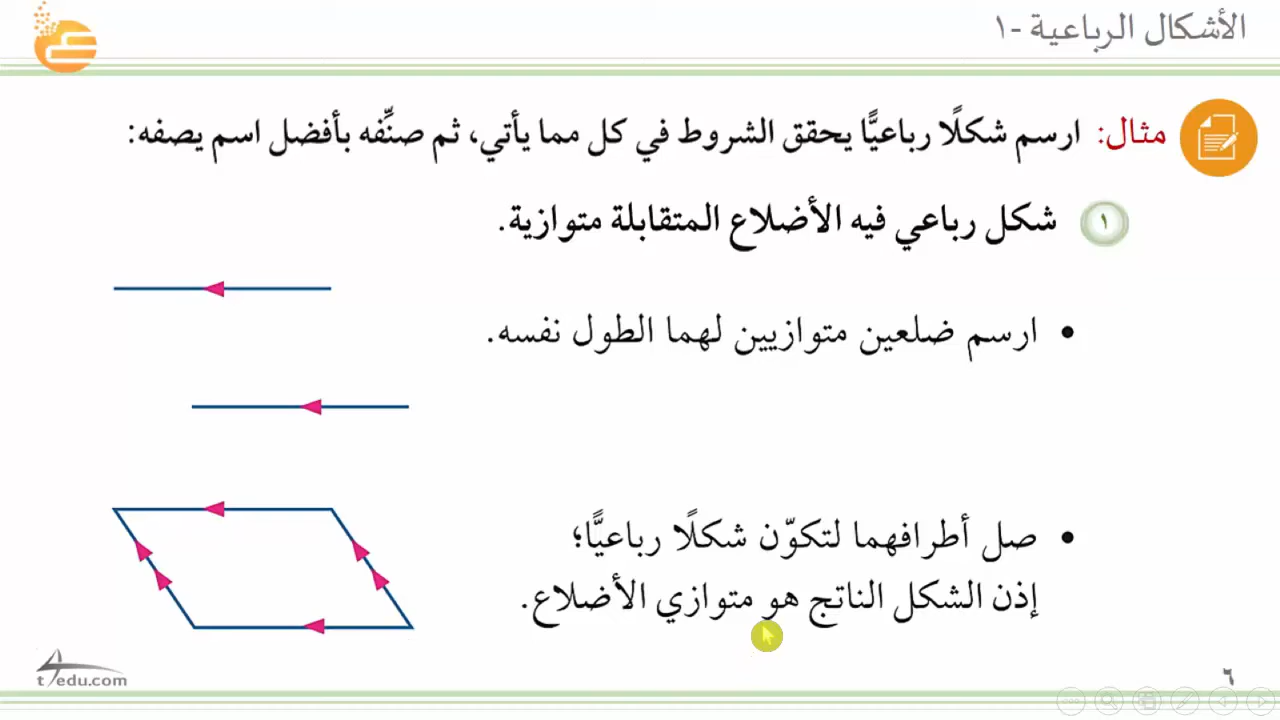 الأشكال الرباعية -١
مثال: ارسم شكلًا رباعيًّا يحقق الشروط في كل مما يأتي، ثم صنِّفه بأفضل اسم يصفه:
١ شكل رباعي فيه الأضلاع المتقابلة متوازية.
• ارسم ضلعين متوازيين لهما الطول نفسه.
• صل أطرافهما لتكوّن شكلًا رباعيًّا؛
إذن الشكل الناتج هو متوازي الأضلاع.
t4edu.com
٦